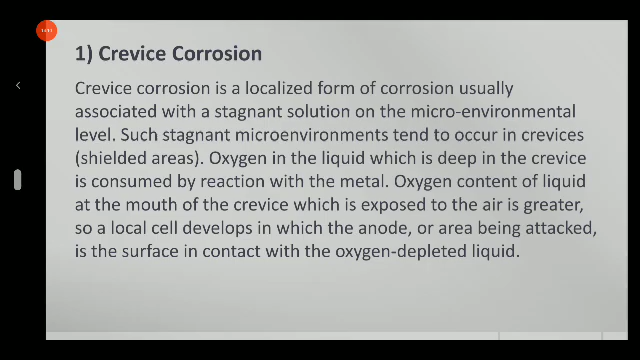 1) Crevice Corrosion
Crevice corrosion is a localized form of corrosion usually
associated with a stagnant solution on the micro-environmental
level. Such stagnant microenvironments tend to occur in crevices
(shielded areas). Oxygen in the liquid which is deep in the crevice
is consumed by reaction with the metal. Oxygen content of liquid
at the mouth of the crevice which is exposed to the air is greater,
so a local cell develops in which the anode, or area being attacked,
is the surface in contact with the oxygen-depleted liquid.